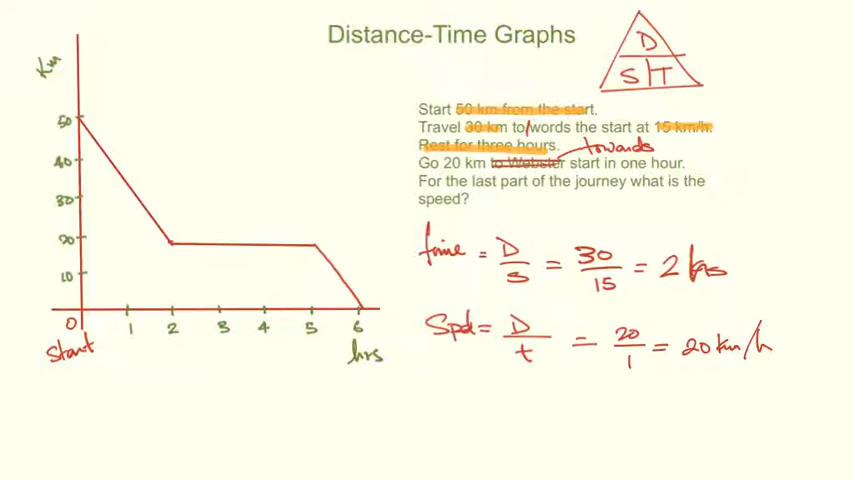 Distance-Time Graphs
D
S T
Start 50 km from the start.
Travel 30 km to/words the start at 15 km/h.
Rest for three hours.
towards
Go 20 km to Webster start in one hour.
For the last part of the journey what is the
speed?
time = D/S = 30/15 = 2 hrs
Spd = D/t = 20/1 = 20 km/h
Km
50
40
30
20
10
0 1 2 3 4 5 6
Start hrs